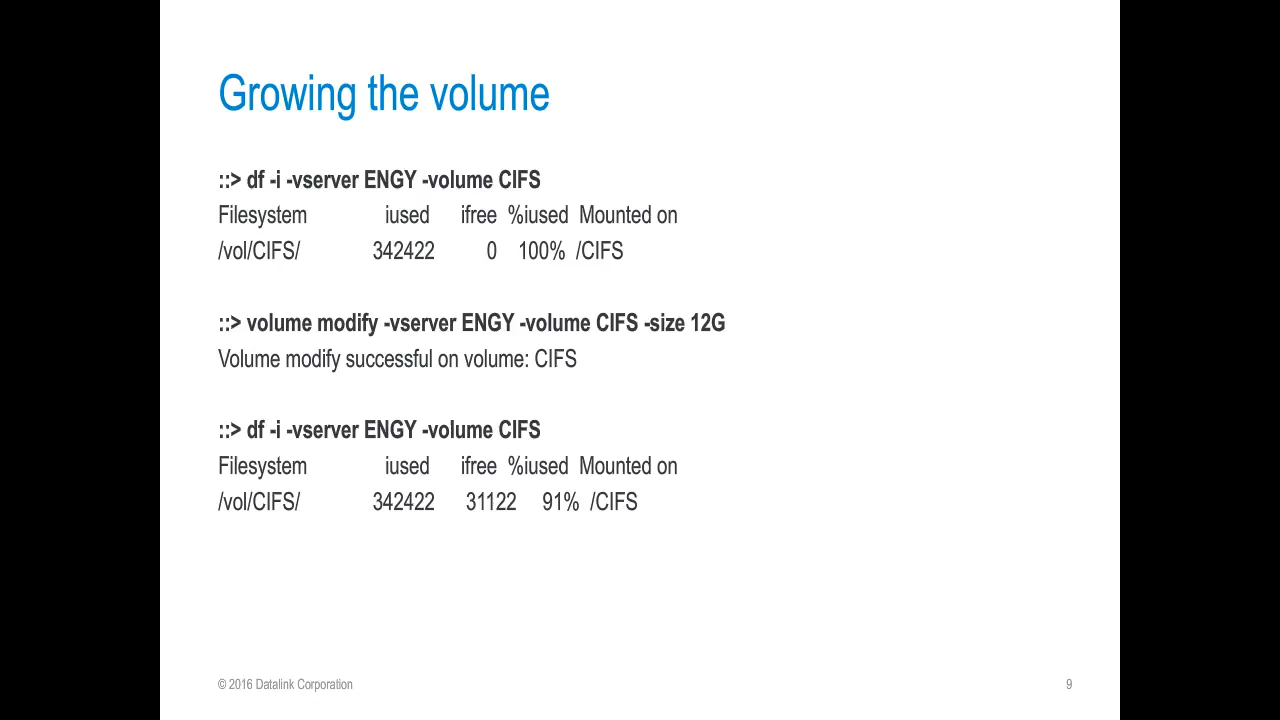 Growing the volume
::> df -i -vserver ENGY -volume CIFS
Filesystem iused ifree %iused Mounted on
/vol/CIFS/ 342422 0 100% /CIFS
::> volume modify -vserver ENGY -volume CIFS -size 12G
Volume modify successful on volume: CIFS
::> df -i -vserver ENGY -volume CIFS
Filesystem iused ifree %iused Mounted on
/vol/CIFS/ 342422 31122 91% /CIFS
© 2016 Datalink Corporation 9